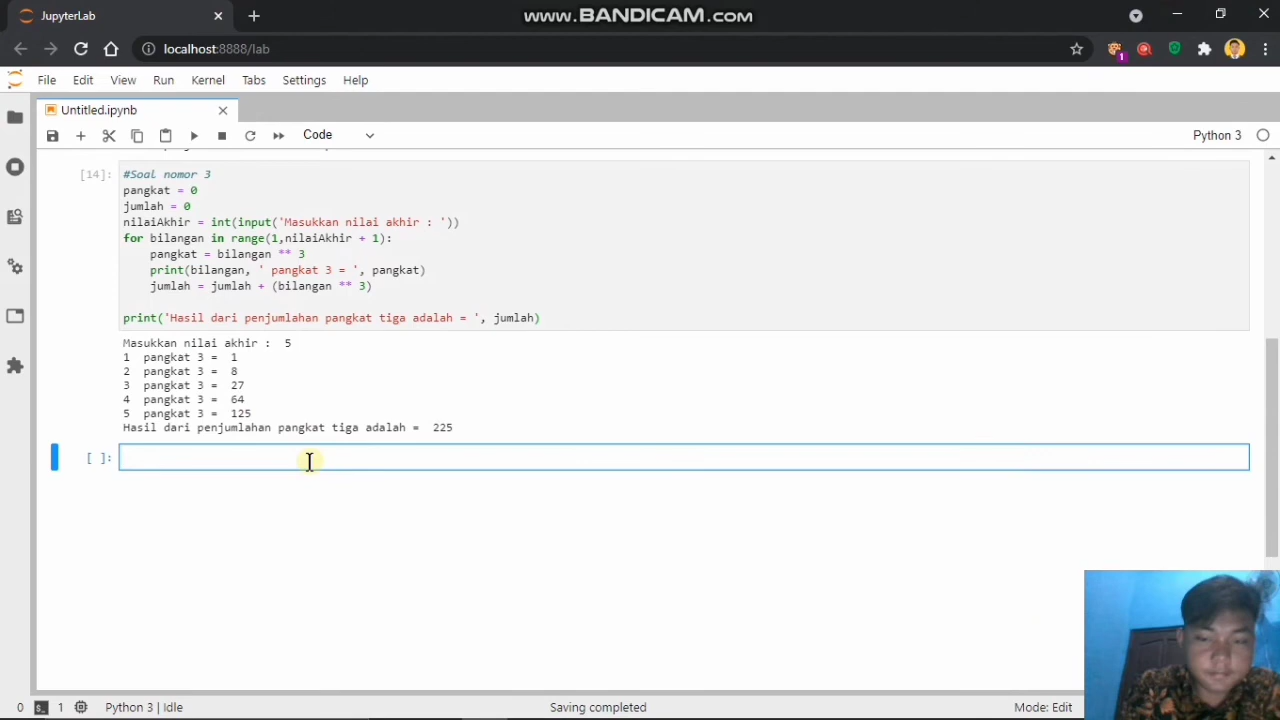 JupyterLab
www.BANDICAM.com
localhost:8888/lab
1
File Edit View Run Kernel Tabs Settings Help
Untitled.ipynb
Code
Python 3
[14]:
#Soal nomor 3
pangkat = 0
jumlah = 0
nilaiAkhir = int(input('Masukkan nilai akhir : '))
for bilangan in range(1,nilaiAkhir + 1):
    pangkat = bilangan ** 3
    print(bilangan, ' pangkat 3 = ', pangkat)
    jumlah = jumlah + (bilangan ** 3)
print('Hasil dari penjumlahan pangkat tiga adalah = ', jumlah)
Masukkan nilai akhir :  5
1  pangkat 3 =  1
2  pangkat 3 =  8
3  pangkat 3 =  27
4  pangkat 3 =  64
5  pangkat 3 =  125
Hasil dari penjumlahan pangkat tiga adalah =  225
[ ]:
0 1 Python 3 | Idle Saving completed Mode: Edit